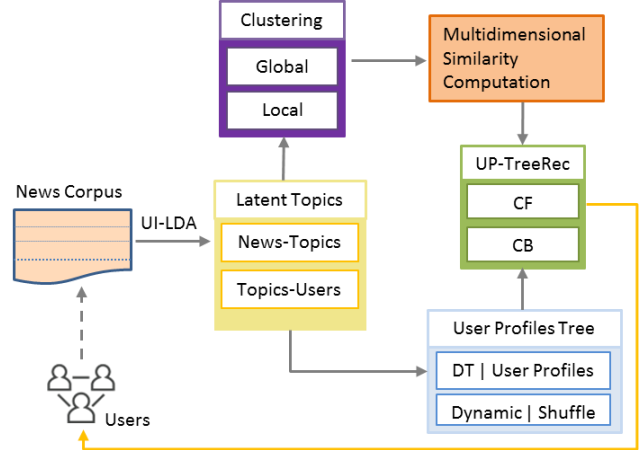 Clustering
Global
Local
Multidimensional
Similarity
Computation
UP-TreeRec
CF
CB
News Corpus
UI-LDA
Latent Topics
News-Topics
Topics-Users
User Profiles Tree
DT | User Profiles
Dynamic | Shuffle
Users